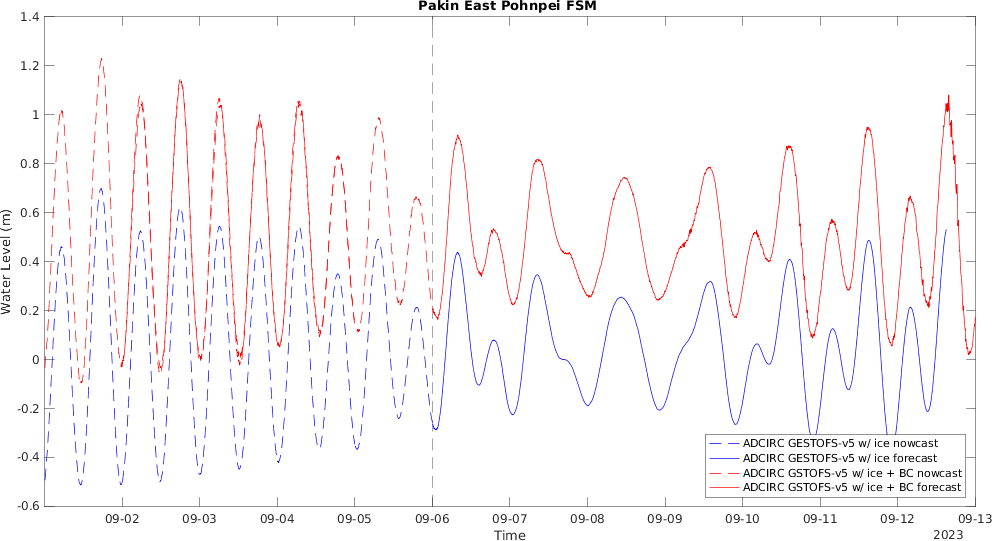 Pakin East Pohnpei FSM
1.4
1.2
1
0.8
0.6
0.4
0.2
0
-0.2
-0.4
-0.6
Water Level (m)
ADCIRC GESTOFS-v5 w/ ice nowcast
ADCIRC GESTOFS-v5 w/ ice forecast
ADCIRC GSTOFS-v5 w/ ice + BC nowcast
ADCIRC GSTOFS-v5 w/ ice + BC forecast
09-02 09-03 09-04 09-05 09-06 09-07 09-08 09-09 09-10 09-11 09-12 09-13
Time
2023